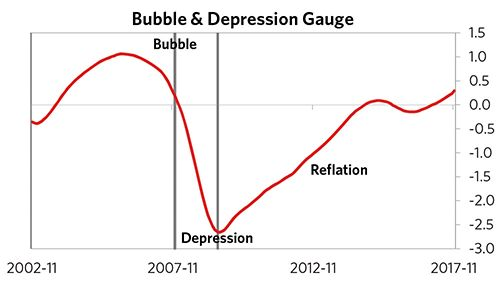 Bubble & Depression Gauge
Bubble
1.5
1.0
0.5
0.0
-0.5
-1.0
Reflation
-1.5
-2.0
-2.5
Depression
-3.0
2002-11 2007-11 2012-11 2017-11